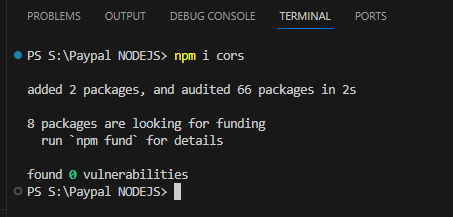 PROBLEMS OUTPUT DEBUG CONSOLE TERMINAL PORTS
PS S:\Paypal NODEJS> npm i cors
added 2 packages, and audited 66 packages in 2s
8 packages are looking for funding
run `npm fund` for details
found 0 vulnerabilities
PS S:\Paypal NODEJS>